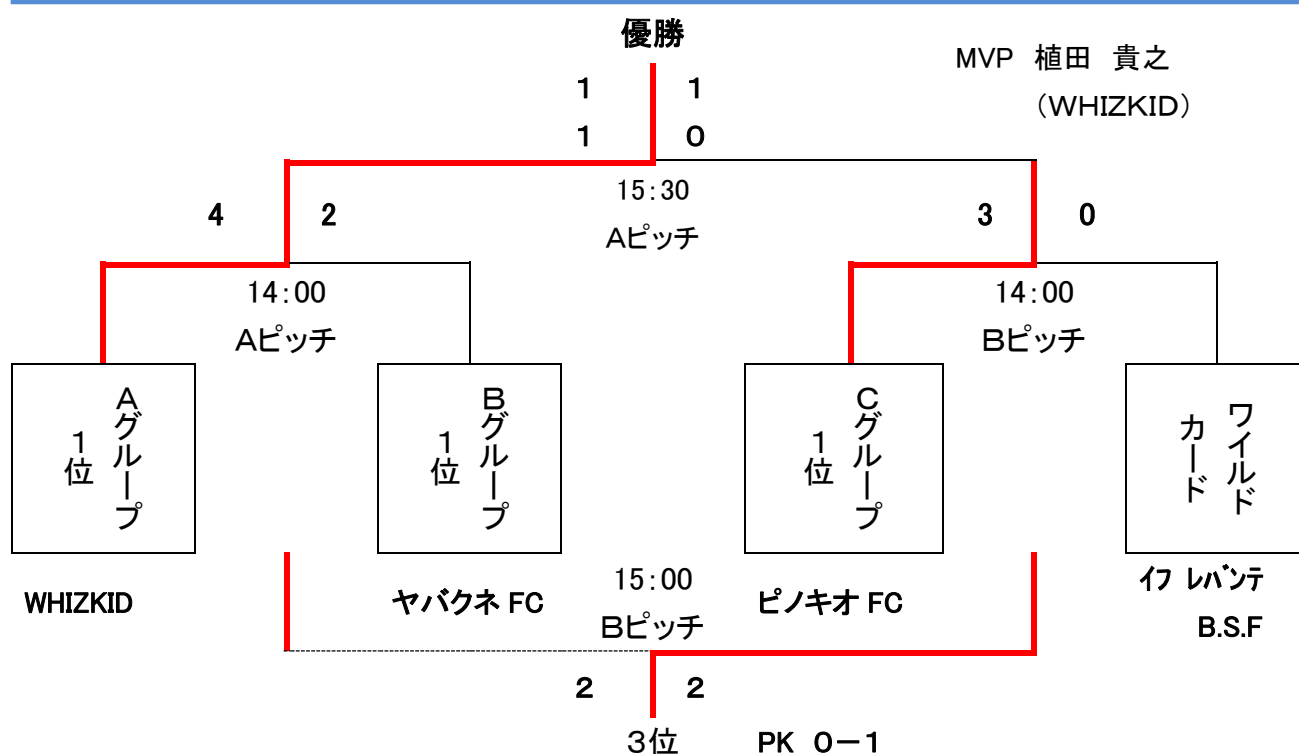 優勝
MVP 植田 貴之
（WHIZKID）
1 1
1 0
15:30
Aピッチ
4 2
3 0
14:00
Aピッチ
14:00
Bピッチ
Aグループ
1位
Bグループ
1位
Cグループ
1位
ワイルド
カード
WHIZKID
ヤバクネ FC
ピノキオ FC
イフ レバンテ
B.S.F
15:00
Bピッチ
2 2
3位 PK 0－1